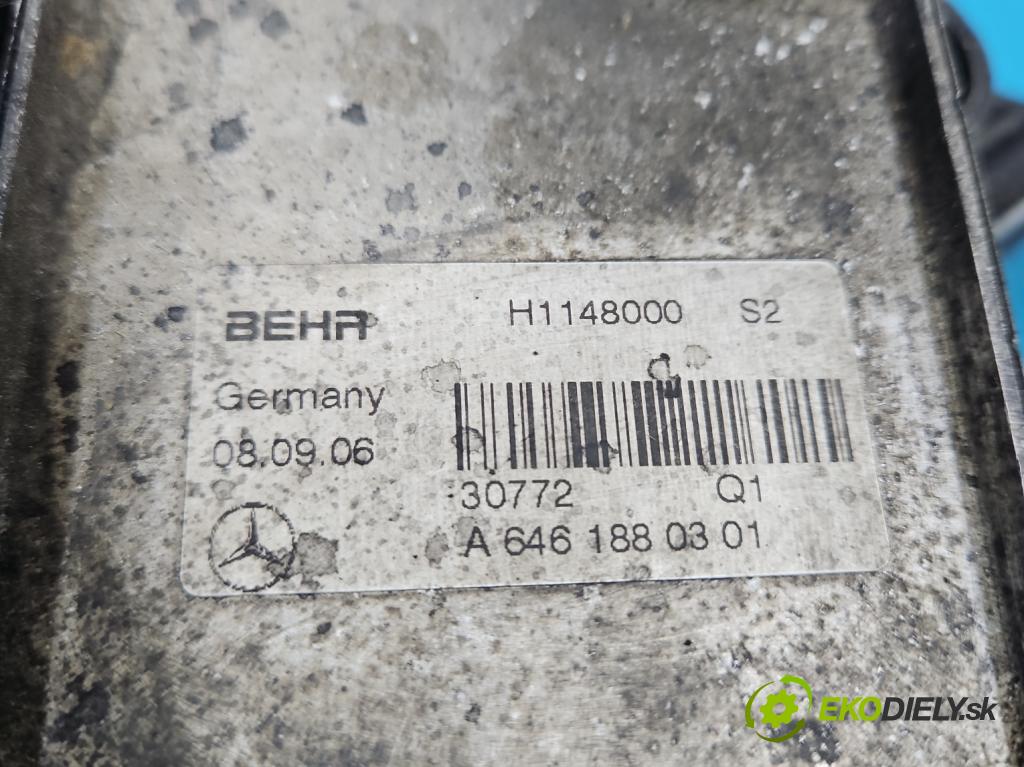 BEHR H1148000 S2
Germany
08.09.06
30772 Q1
A 646 188 03 01
EKODIELY.sk